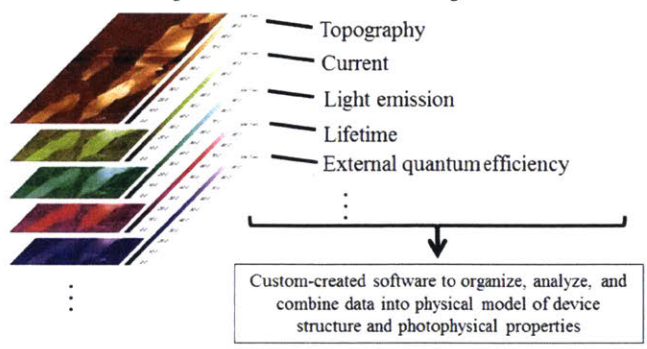 Topography
Current
Light emission
Lifetime
External quantum efficiency
Custom-created software to organize, analyze, and
combine data into physical model of device
structure and photophysical properties